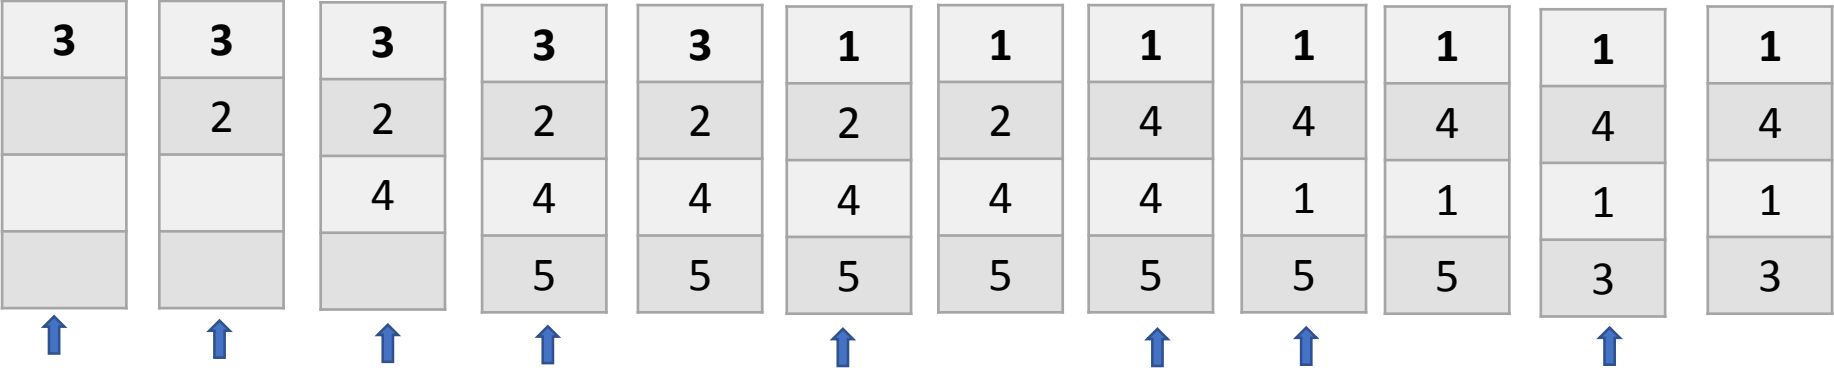 3 3 3 3 3 1 1 1 1 1 1 1
2 2 2 2 2 2 4 4 4 4 4
4 4 4 4 4 4 1 1 1 1
5 5 5 5 5 5 5 3 3